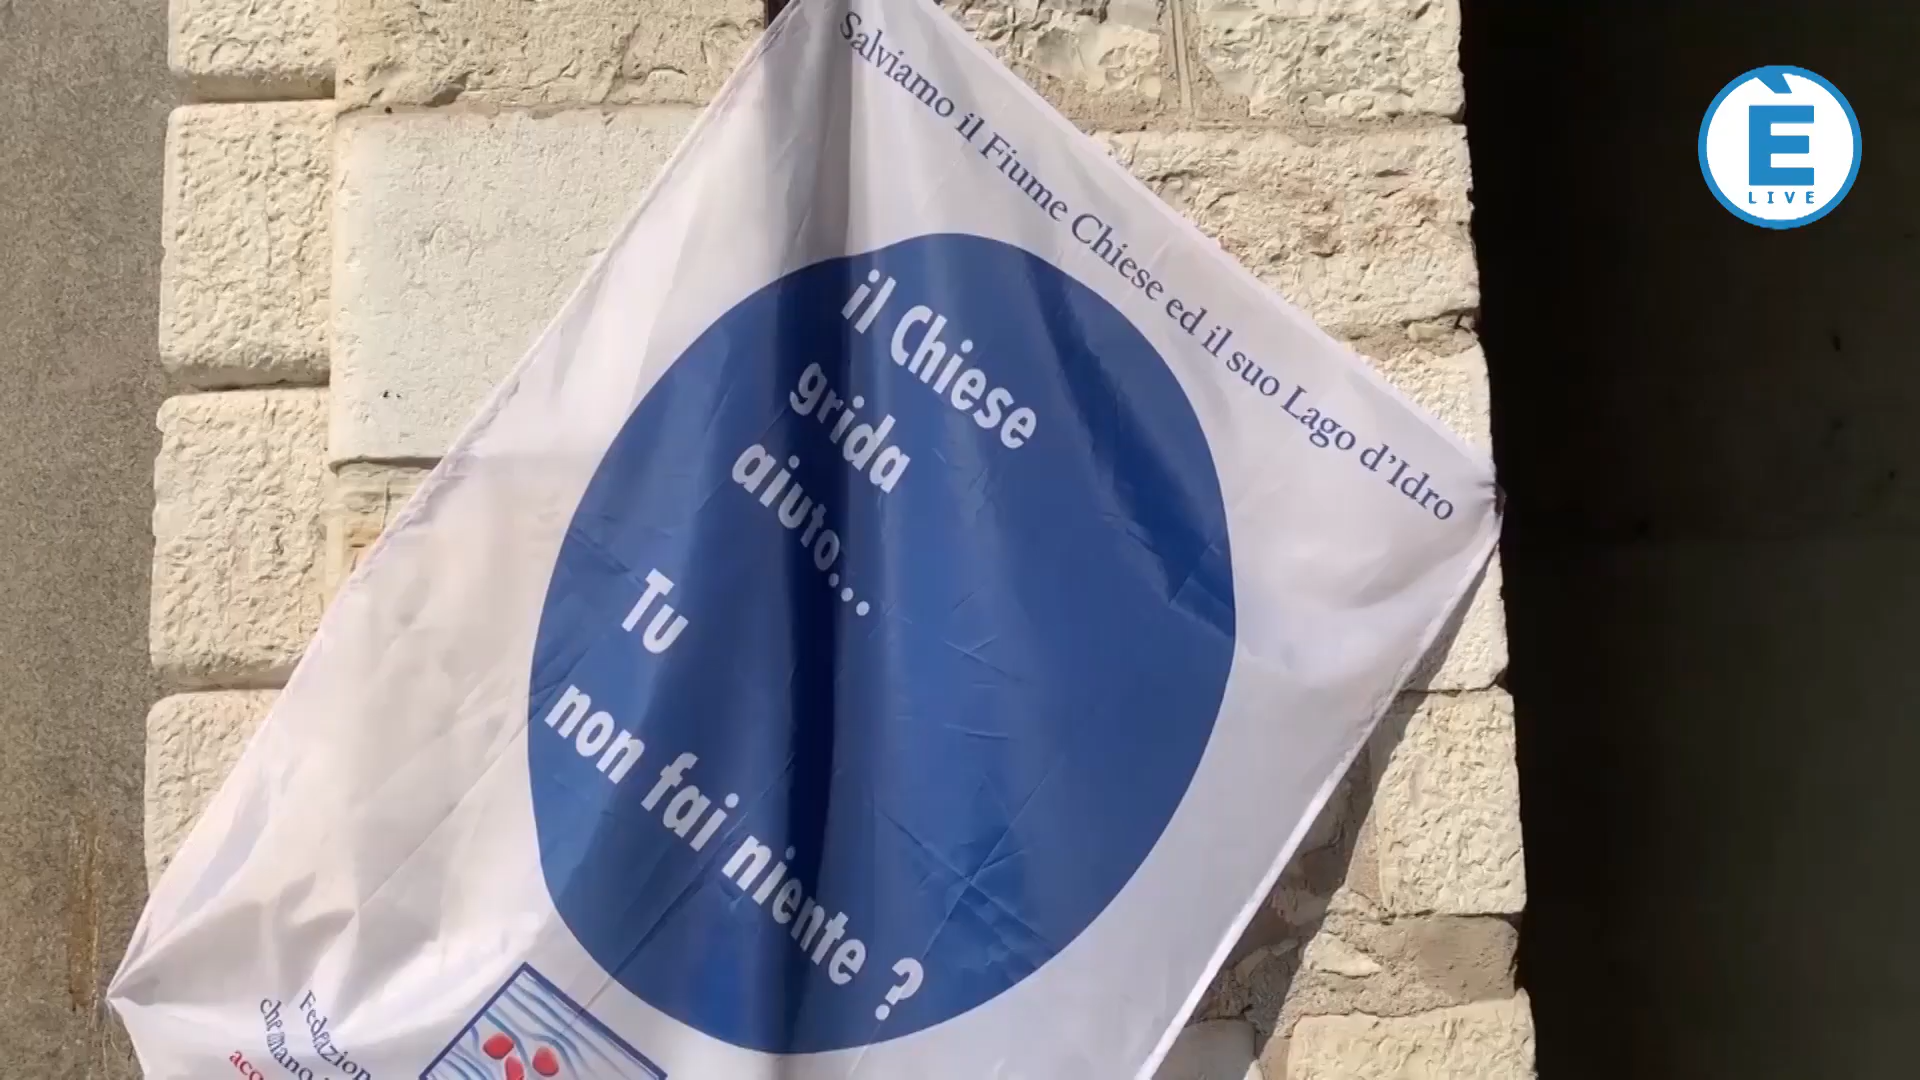 Salviamo il Fiume Chiese ed il suo Lago d'Idro
il Chiese
grida
aiuto...
Tu
non fai niente ?
È
LIVE